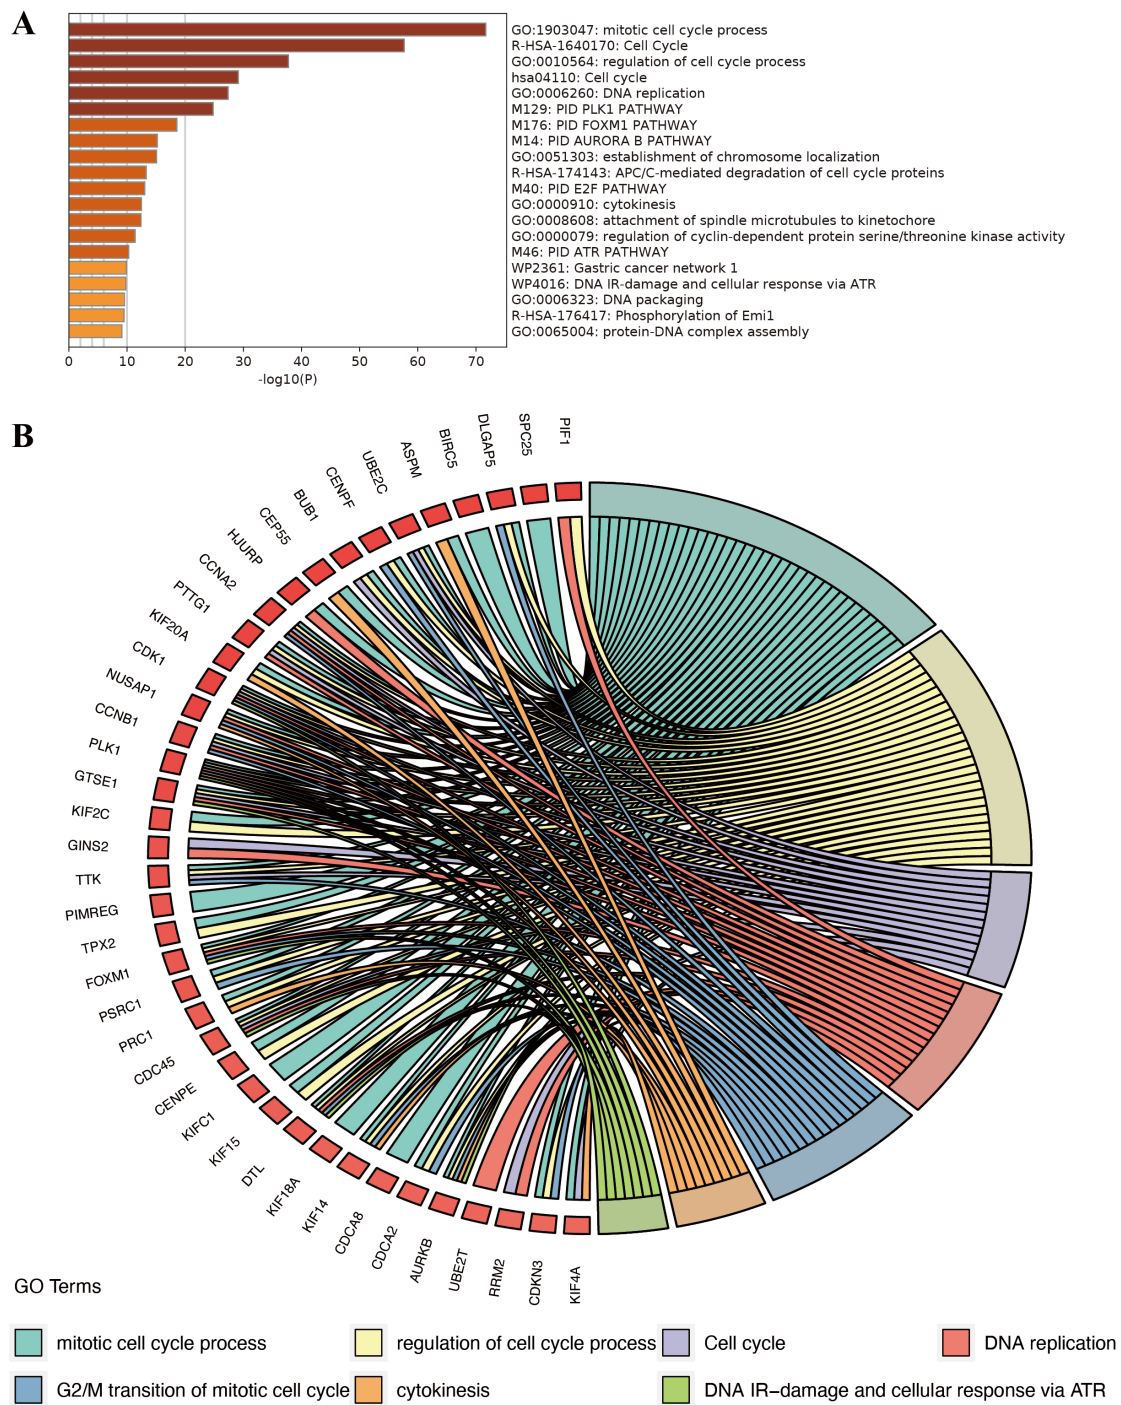 A
GO:1903047: mitotic cell cycle process
R-HSA-1640170: Cell Cycle
GO:0010564: regulation of cell cycle process
hsa04110: Cell cycle
GO:0006260: DNA replication
M129: PID PLK1 PATHWAY
M176: PID FOXM1 PATHWAY
M14: PID AURORA B PATHWAY
GO:0051303: establishment of chromosome localization
R-HSA-174143: APC/C-mediated degradation of cell cycle proteins
M40: PID E2F PATHWAY
GO:0000910: cytokinesis
GO:0008608: attachment of spindle microtubules to kinetochore
GO:0000079: regulation of cyclin-dependent protein serine/threonine kinase activity
M46: PID ATR PATHWAY
WP2361: Gastric cancer network 1
WP4016: DNA IR-damage and cellular response via ATR
GO:0006323: DNA packaging
R-HSA-176417: Phosphorylation of Emi1
GO:0065004: protein-DNA complex assembly
0 10 20 30 40 50 60 70
-log10(P)
B
PIF1
SPC25
DLGAP5
BIRC5
ASPM
UBE2C
CENPF
BUB1
CEP55
HJURP
CCNA2
PTTG1
KIF20A
CDK1
NUSAP1
CCNB1
PLK1
GTSE1
KIF2C
GINS2
TTK
PIMREG
TPX2
FOXM1
PSRC1
PRC1
CDC45
CENPE
KIFC1
KIF15
DTL
KIF18A
KIF14
CDCA8
CDCA2
AURKB
UBE2T
RRM2
CDKN3
KIF4A
GO Terms
mitotic cell cycle process
regulation of cell cycle process
Cell cycle
DNA replication
G2/M transition of mitotic cell cycle
cytokinesis
DNA IR−damage and cellular response via ATR